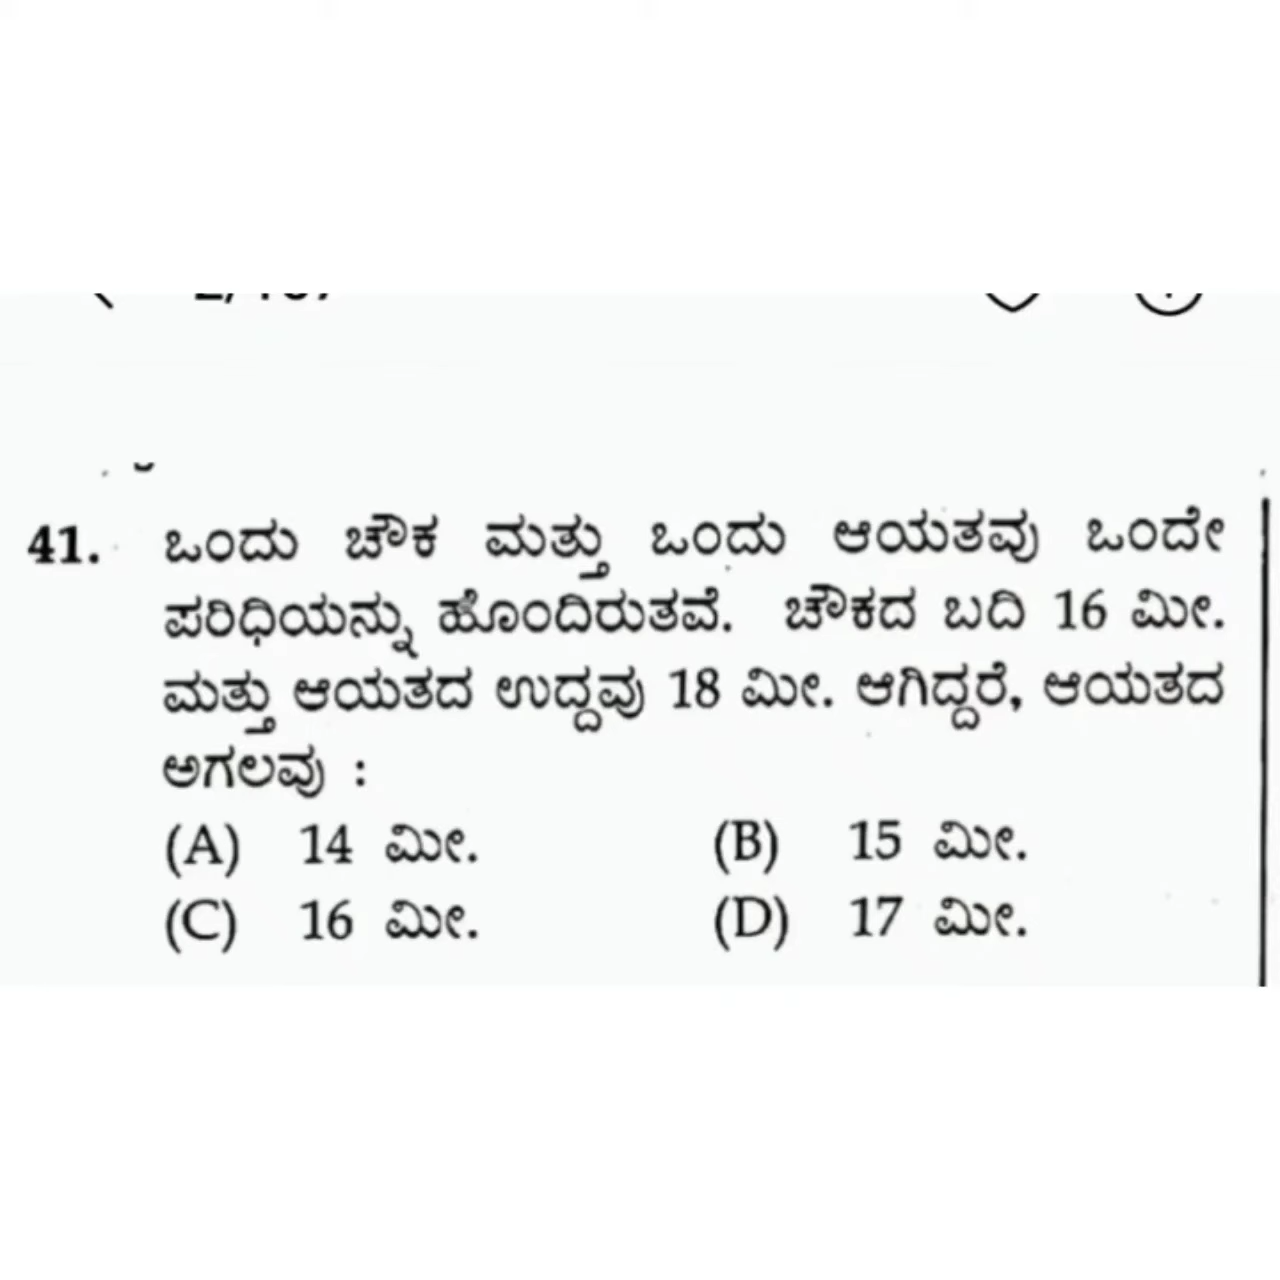 41. ಒಂದು ಚೌಕ ಮತ್ತು ಒಂದು ಆಯತವು ಒಂದೇ
ಪರಿಧಿಯನ್ನು ಹೊಂದಿರುತವೆ. ಚೌಕದ ಬದಿ 16 ಮೀ.
ಮತ್ತು ಆಯತದ ಉದ್ದವು 18 ಮೀ. ಆಗಿದ್ದರೆ, ಆಯತದ
ಅಗಲವು :
(A) 14 ಮೀ. (B) 15 ಮೀ.
(C) 16 ಮೀ. (D) 17 ಮೀ.